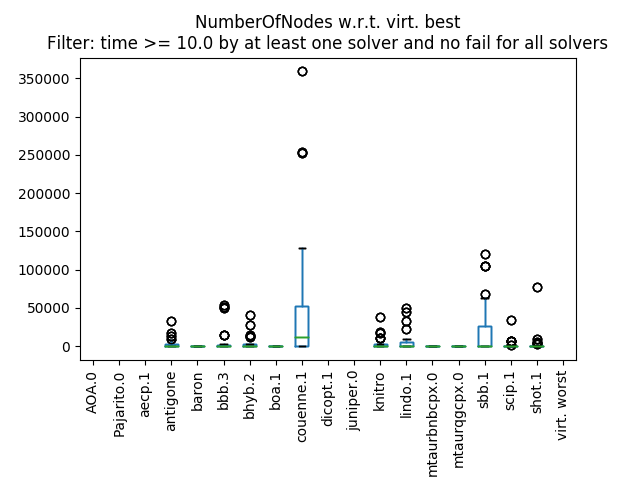 NumberOfNodes w.r.t. virt. best
Filter: time >= 10.0 by at least one solver and no fail for all solvers
350000
300000
250000
200000
150000
100000
50000
0
AOA.0
Pajarito.0
aecp.1
antigone
baron
bbb.3
bhyb.2
boa.1
couenne.1
dicopt.1
juniper.0
knitro
lindo.1
mtaurbnbcpx.0
mtaurqgcpx.0
sbb.1
scip.1
shot.1
virt. worst